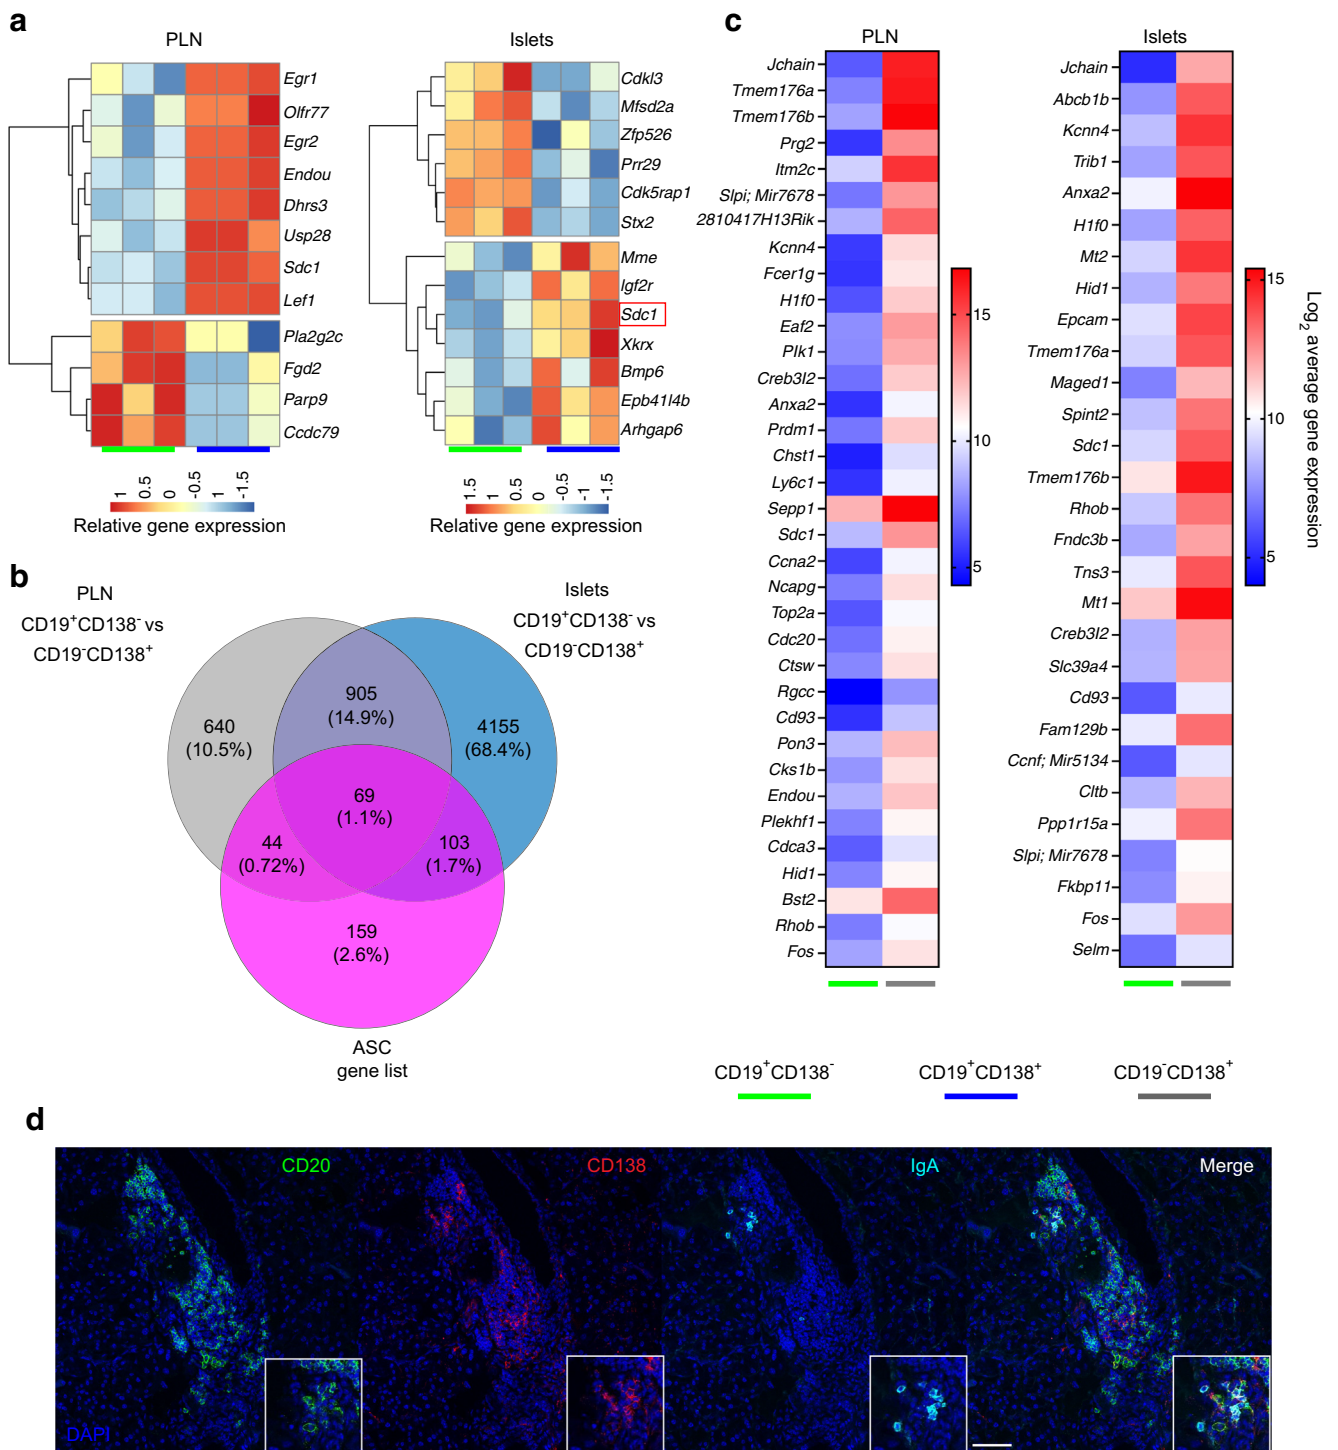 a
PLN
Egr1
Olfr77
Egr2
Endou
Dhrs3
Usp28
Sdc1
Lef1
Pla2g2c
Fgd2
Parp9
Ccdc79
1 0.5 0 -0.5 -1.5
Relative gene expression
Islets
Cdkl3
Mfsd2a
Zfp526
Prr29
Cdk5rap1
Stx2
Mme
Igf2r
Sdc1
Xkrx
Bmp6
Epb41l4b
Arhgap6
1.5 0.5 0 -0.5 -1.5
Relative gene expression
b
PLN
CD19+CD138- vs
CD19-CD138+
Islets
CD19+CD138- vs
CD19-CD138+
640
(10.5%)
905
(14.9%)
4155
(68.4%)
69
(1.1%)
44
(0.72%)
103
(1.7%)
159
(2.6%)
ASC
gene list
c
PLN
Jchain
Tmem176a
Tmem176b
Prg2
Itm2c
Slpi; Mir7678
2810417H13Rik
Kcnn4
Fcer1g
H1f0
Eaf2
Plk1
Creb3l2
Anxa2
Prdm1
Chst1
Ly6c1
Sepp1
Sdc1
Ccna2
Ncapg
Top2a
Cdc20
Ctsw
Rgcc
Cd93
Pon3
Cks1b
Endou
Plekhf1
Cdca3
Hid1
Bst2
Rhob
Fos
15
10
5
Islets
Jchain
Abcb1b
Kcnn4
Trib1
Anxa2
H1f0
Mt2
Hid1
Epcam
Tmem176a
Maged1
Spint2
Sdc1
Tmem176b
Rhob
Fndc3b
Tns3
Mt1
Creb3l2
Slc39a4
Cd93
Fam129b
Ccnf; Mir5134
Cltb
Ppp1r15a
Slpi; Mir7678
Fkbp11
Fos
Selm
15
10
5
Log2 average gene expression
CD19+CD138-
CD19+CD138+
CD19-CD138+
d
CD20
CD138
IgA
Merge
DAPI